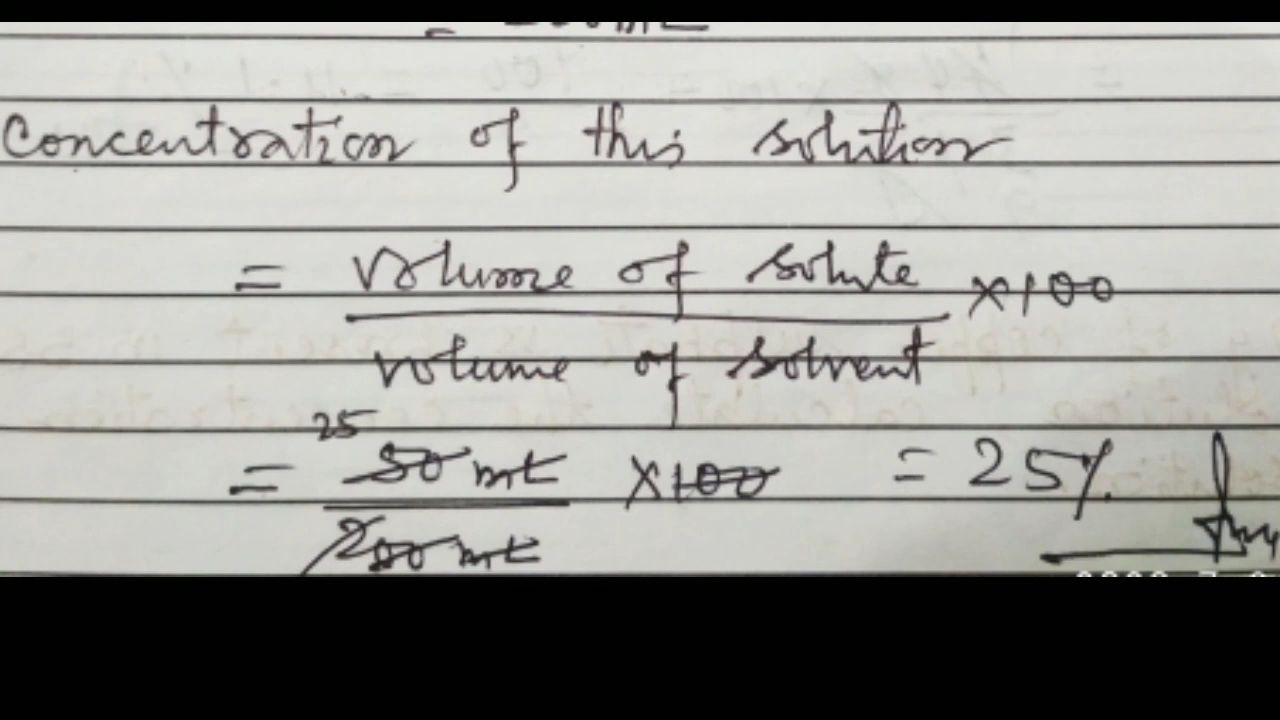 Concentration of this solution
= volume of solute ×100
volume of solvent
25
= 50 ml ×100 = 25%
200 ml